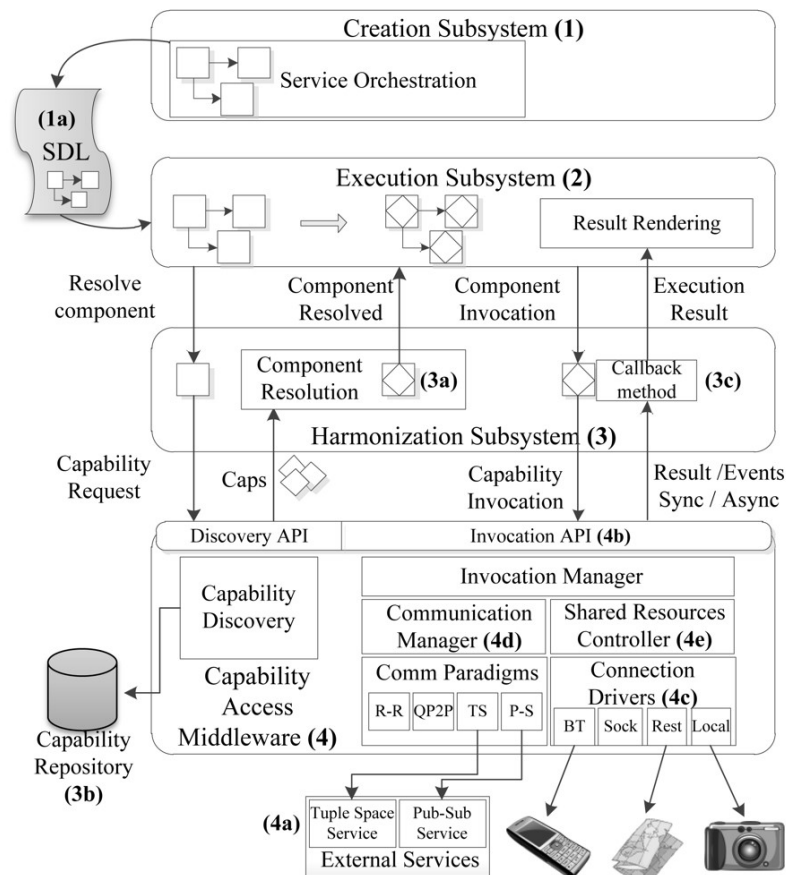 Creation Subsystem (1)
Service Orchestration
(1a)
SDL
Execution Subsystem (2)
Result Rendering
Resolve
component
Component
Resolved
Component
Invocation
Execution
Result
Component
Resolution
(3a)
Callback
method
(3c)
Harmonization Subsystem (3)
Capability
Request
Caps
Capability
Invocation
Result /Events
Sync / Async
Discovery API
Invocation API (4b)
Capability
Discovery
Invocation Manager
Communication
Manager (4d)
Shared Resources
Controller (4e)
Comm Paradigms
R-R
QP2P
TS
P-S
Connection
Drivers (4c)
BT
Sock
Rest
Local
Capability
Access
Middleware (4)
Capability
Repository
(3b)
(4a)
Tuple Space
Service
Pub-Sub
Service
External Services